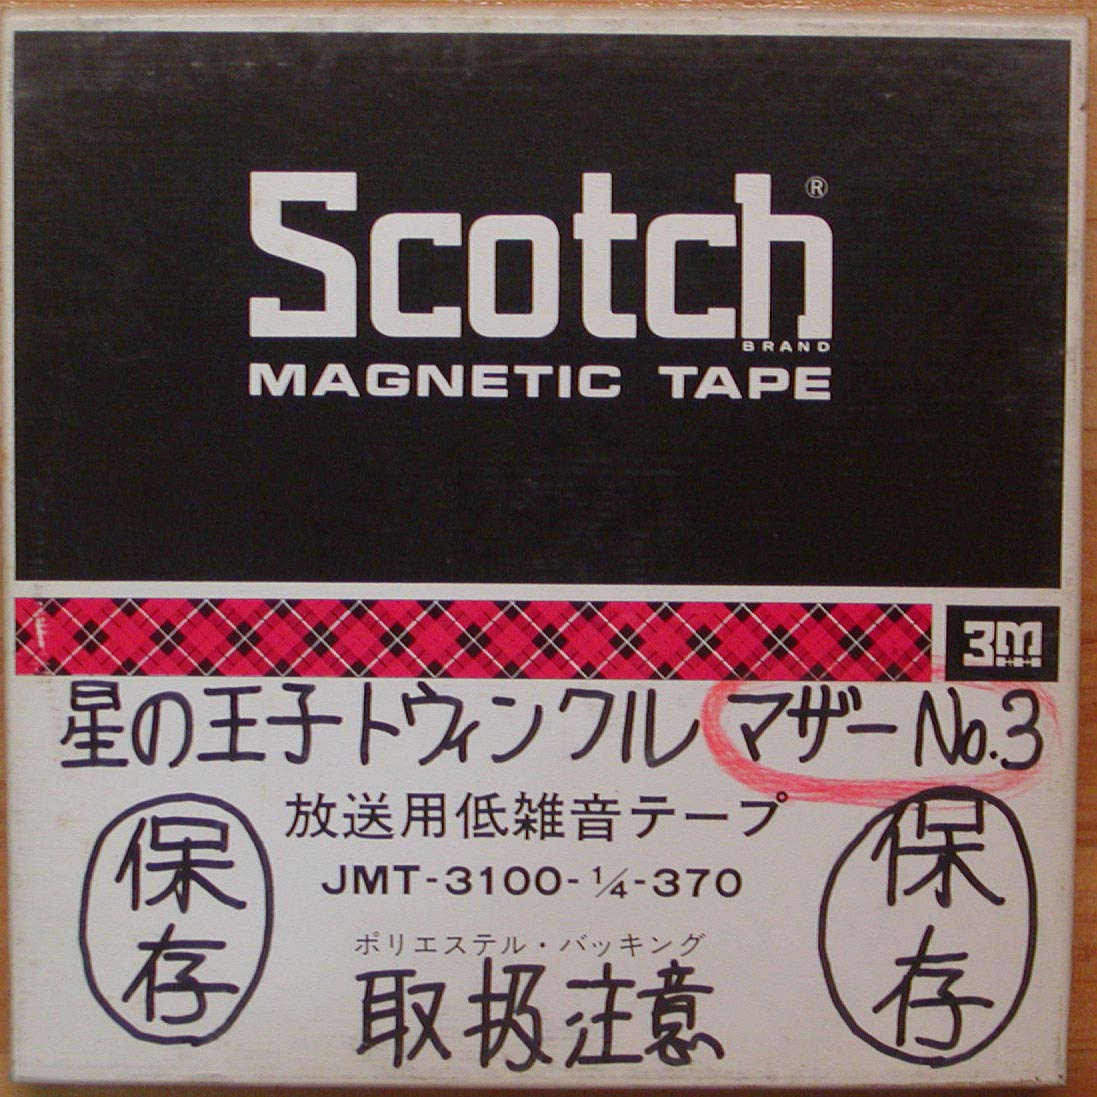 Scotch®
BRAND
MAGNETIC TAPE
3M
星の王子トウィンクル マザー No.3
放送用低雑音テープ
保存
保存
JMT-3100-1/4-370
ポリエステル・バッキング
取扱注意